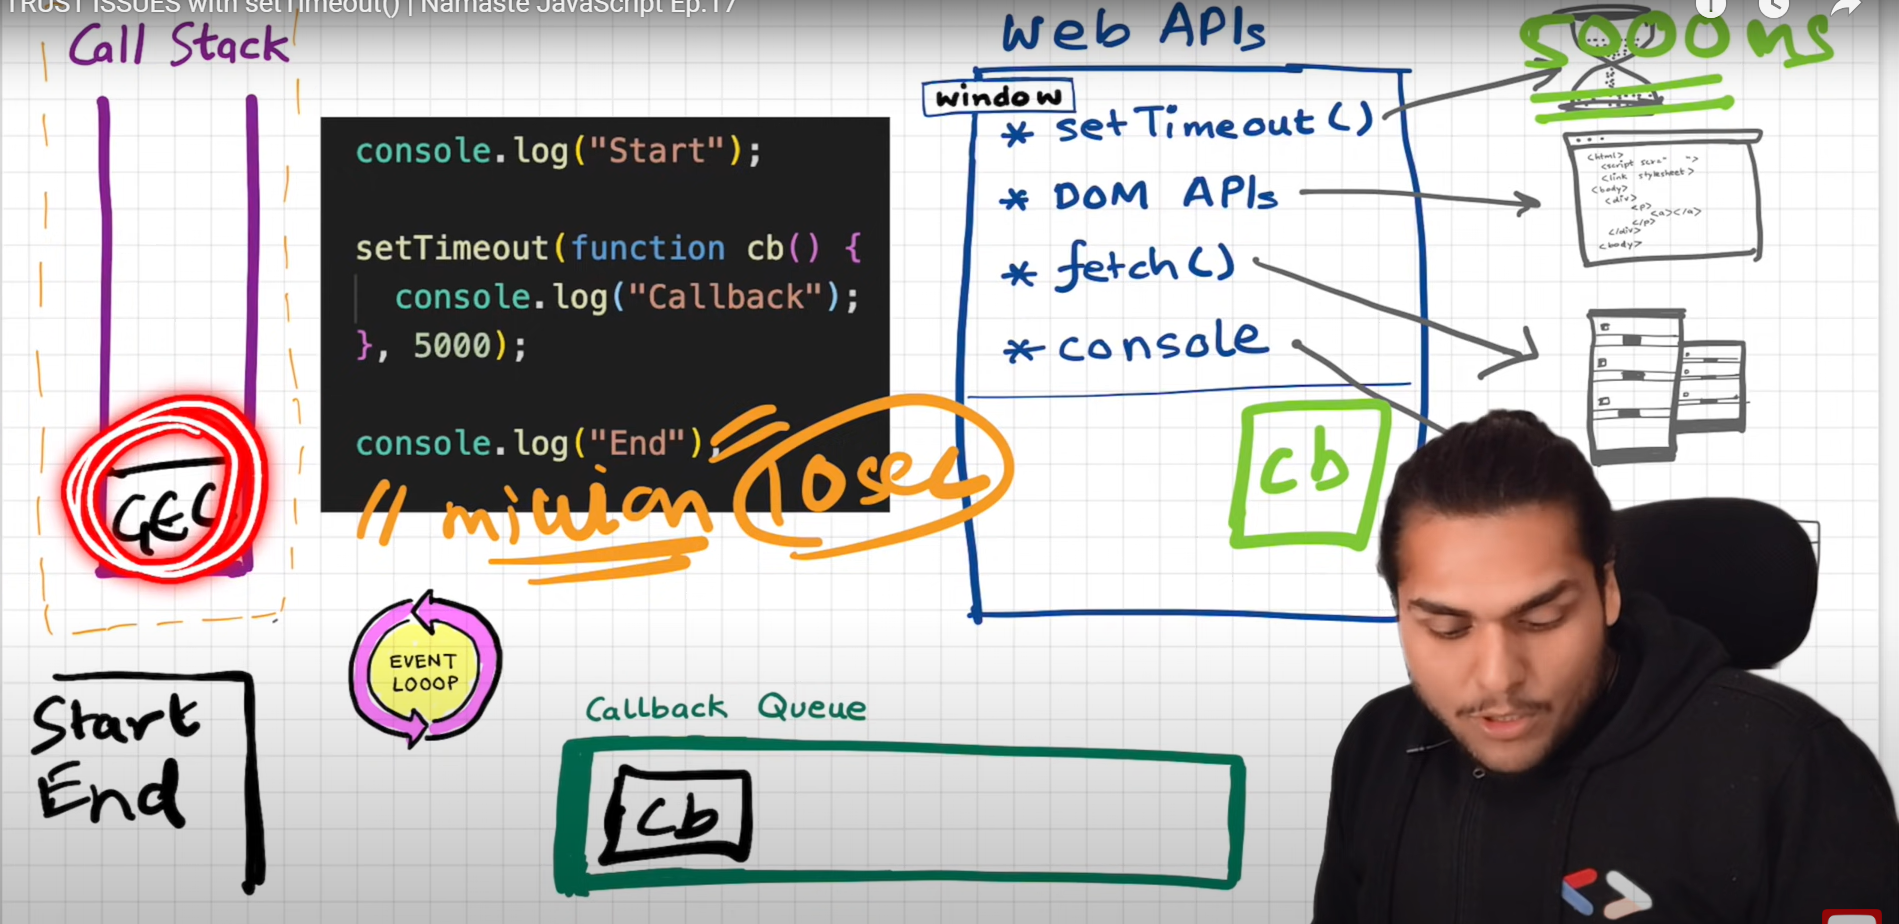 TRUST ISSUES with setTimeout() | Namaste JavaScript Ep.17
Call Stack
GEC
console.log("Start");
setTimeout(function cb() {
console.log("Callback");
}, 5000);
console.log("End");
// million
10sec
Web APIs
window
* setTimeout()
* DOM APIs
* fetch()
* console
cb
5000ms
<html>
<link stylesheet>
<body>
<div>
<p>
<a></a>
</p>
</div>
<body>
EVENT
LOOOP
Start
End
Callback Queue
cb